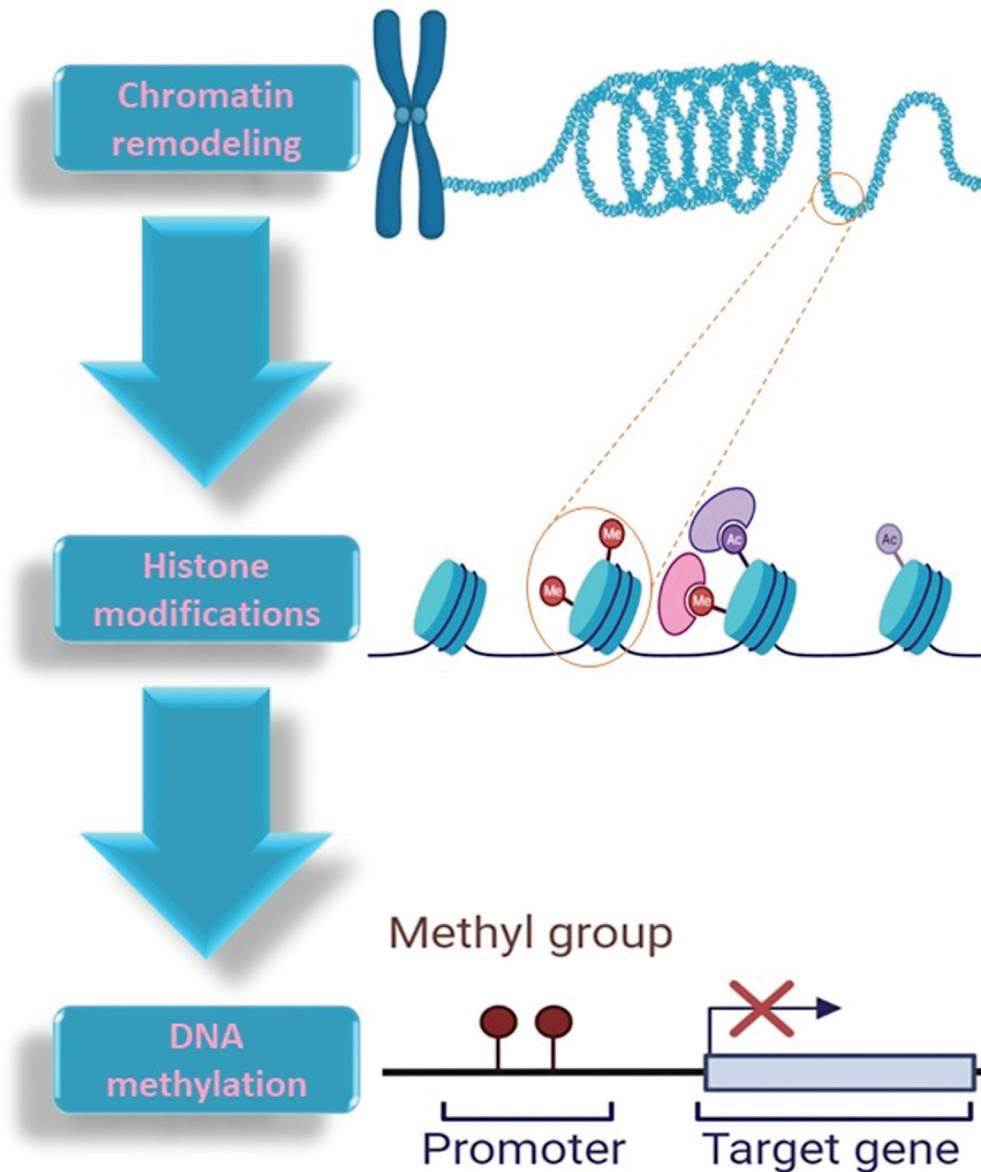 Chromatin
remodeling
Histone
modifications
Me
Me
Ac
Me
Ac
Methyl group
DNA
methylation
Promoter
Target gene